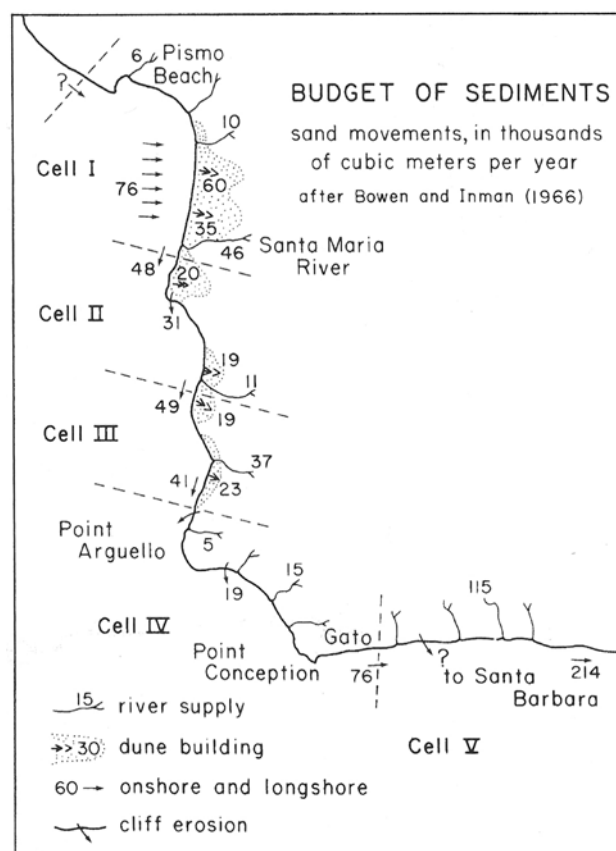 6
Pismo
Beach
?
BUDGET OF SEDIMENTS
sand movements, in thousands
of cubic meters per year
after Bowen and Inman (1966)
10
Cell I
76
60
35
46
Santa Maria
River
48
20
Cell II
31
19
11
49
19
Cell III
37
41
23
Point
Arguello
5
15
19
115
Cell IV
Gato
Point
Conception
76
?
to Santa
Barbara
214
Cell V
15 river supply
30 dune building
60 onshore and longshore
cliff erosion